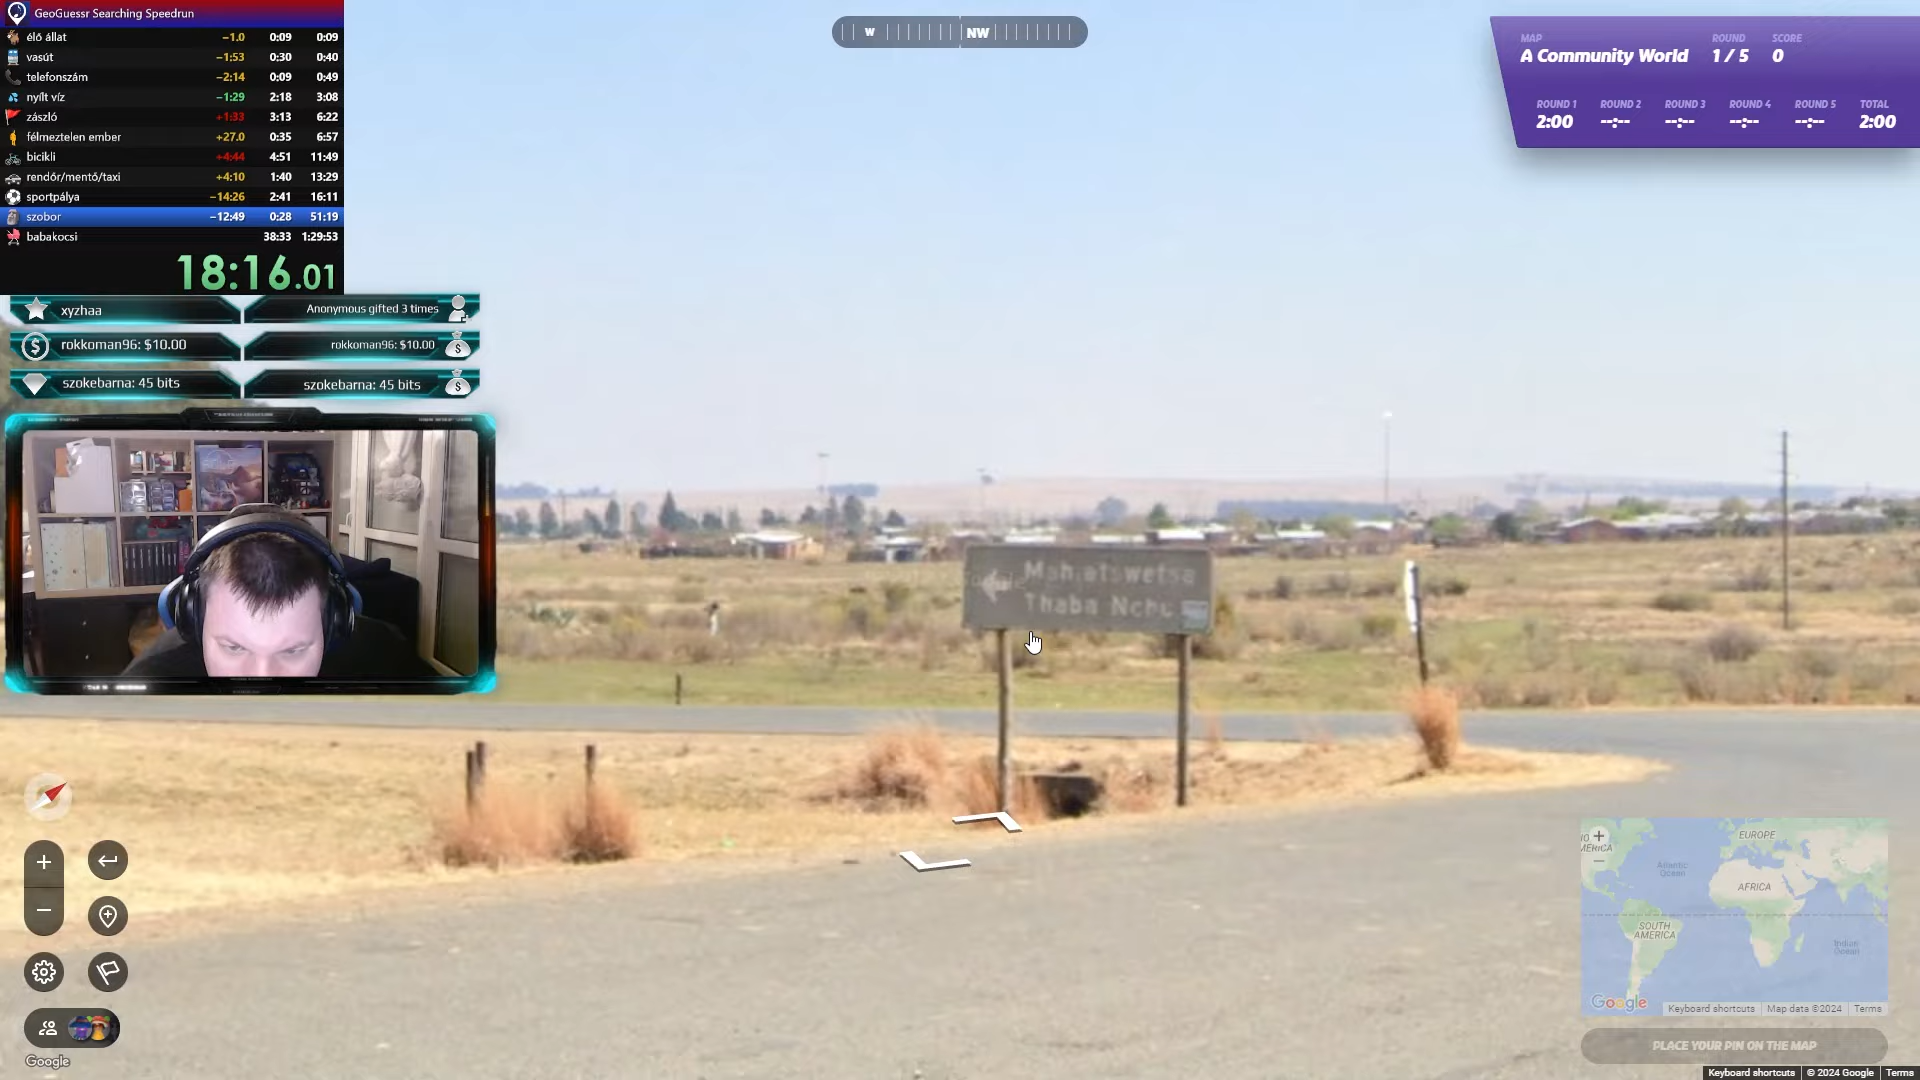 GeoGuessr Searching Speedrun
élő állat −1.0 0:09 0:09
vasút −1:53 0:30 0:40
telefonszám −2:14 0:09 0:49
nyílt víz −1:29 2:18 3:08
zászló +1:33 3:13 6:22
félmeztelen ember +27.0 0:35 6:57
bicikli +4:44 4:51 11:49
rendőr/mentő/taxi +4:10 1:40 13:29
sportpálya −14:26 2:41 16:11
szobor −12:49 0:28 51:19
babakocsi 38:33 1:29:53
18:16.01
xyzhaa Anonymous gifted 3 times
rokkoman96: $10.00 rokkoman96: $10.00
szokebarna: 45 bits szokebarna: 45 bits
W NW
MAP ROUND SCORE
A Community World 1 / 5 0
ROUND 1 ROUND 2 ROUND 3 ROUND 4 ROUND 5 TOTAL
2:00 --:-- --:-- --:-- --:-- 2:00
Thaba Nchu
EUROPE
AMERICA
Atlantic
Ocean
AFRICA
SOUTH
AMERICA
Indian
Ocean
Google
Keyboard shortcuts Map data ©2024 Terms
PLACE YOUR PIN ON THE MAP
Google
Keyboard shortcuts © 2024 Google Terms